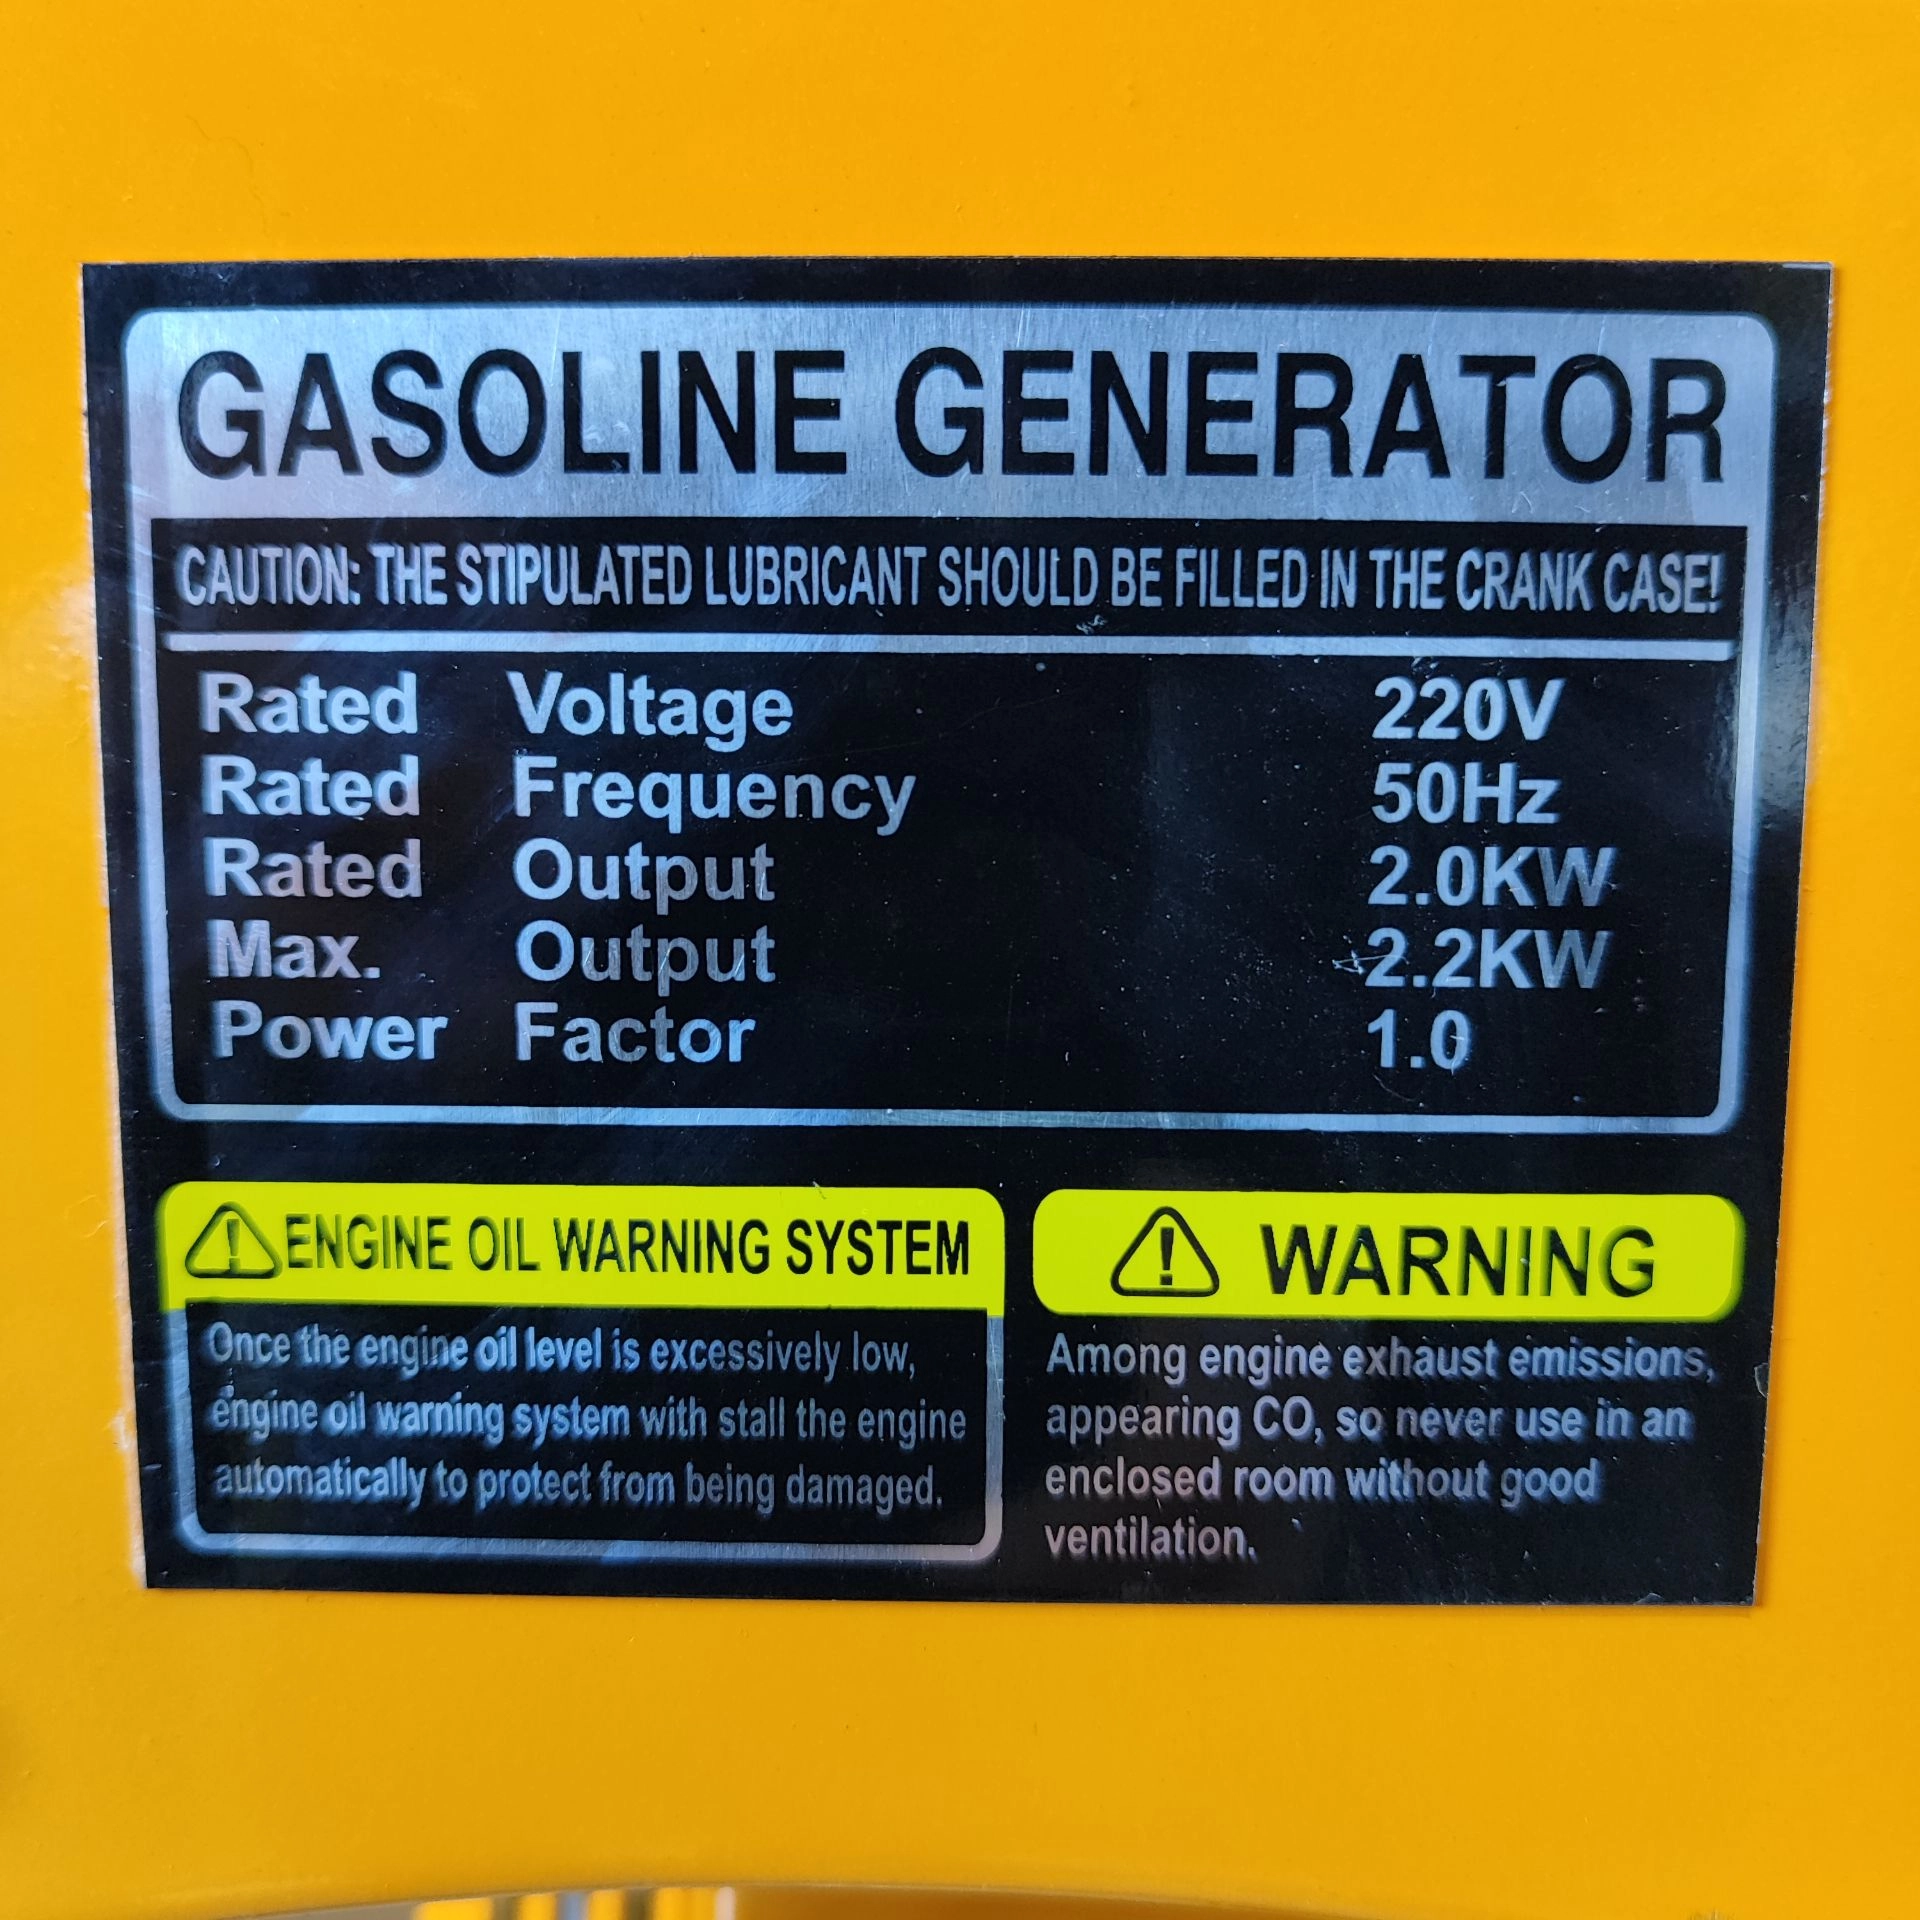 GASOLINE GENERATOR
CAUTION: THE STIPULATED LUBRICANT SHOULD BE FILLED IN THE CRANK CASE!
Rated Voltage 220V
Rated Frequency 50Hz
Rated Output 2.0KW
Max. Output 2.2KW
Power Factor 1.0
ENGINE OIL WARNING SYSTEM
Once the engine oil level is excessively low,
engine oil warning system with stall the engine
automatically to protect from being damaged.
WARNING
Among engine exhaust emissions,
appearing CO, so never use in an
enclosed room without good
ventilation.